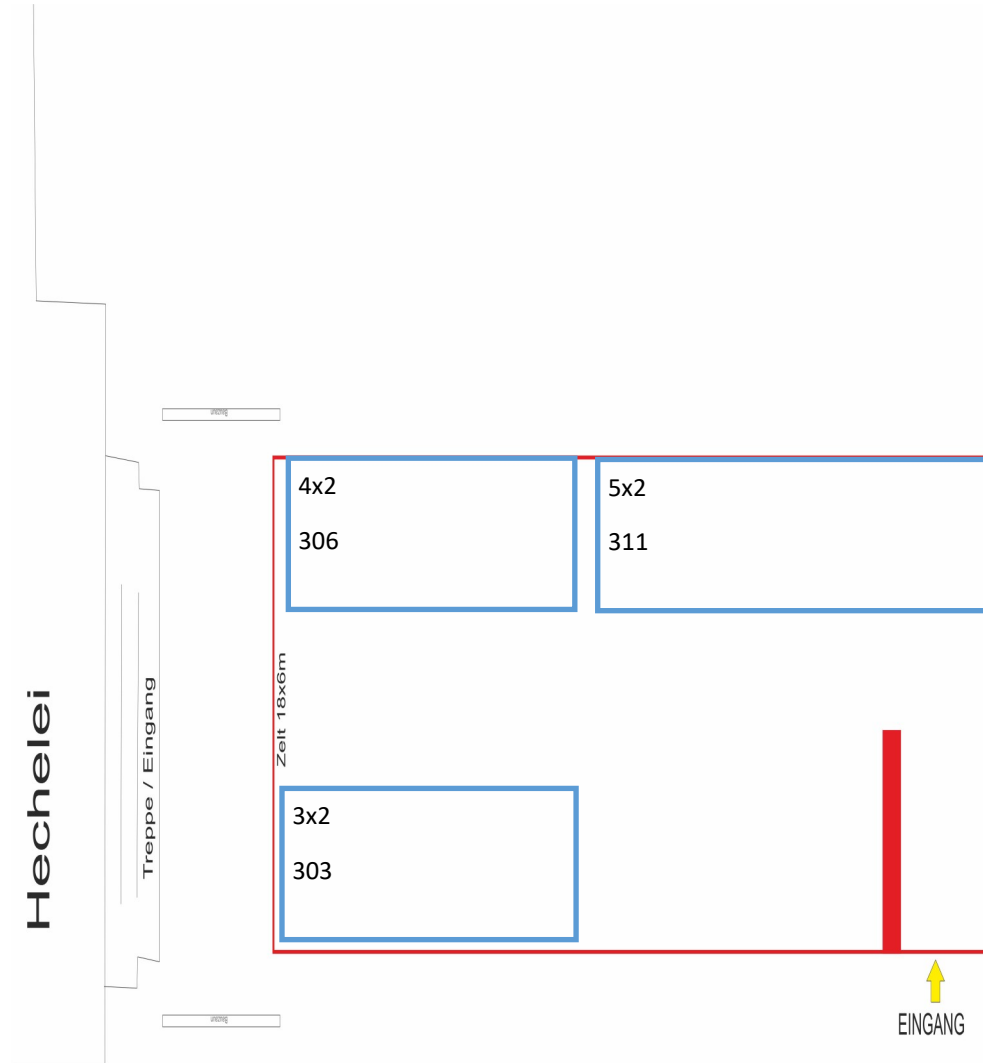 4x2
306
5x2
311
Zelt 18x6m
Treppe / Eingang
Hechelei
3x2
303
EINGANG